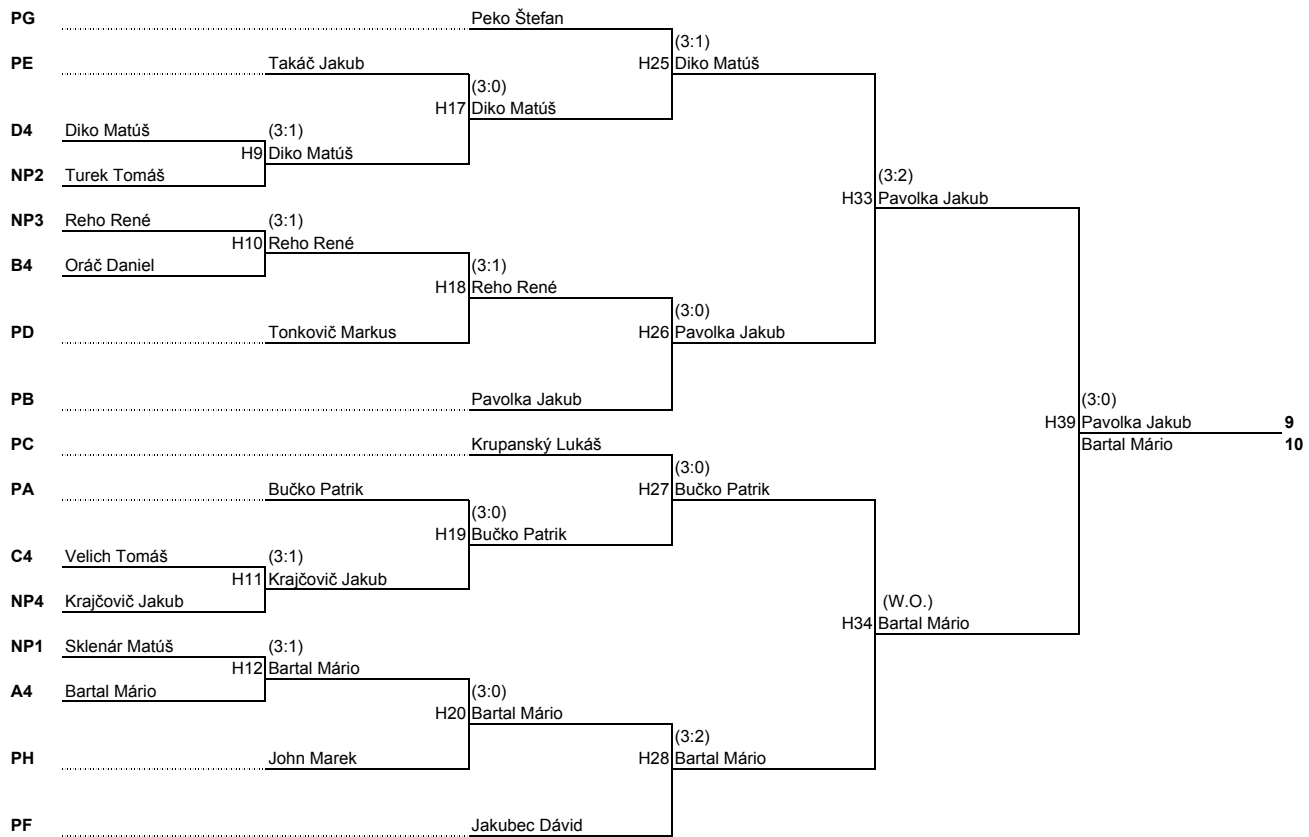 PG Peko Štefan
(3:1)
PE Takáč Jakub H25 Diko Matúš
(3:0)
H17 Diko Matúš
D4 Diko Matúš (3:1)
H9 Diko Matúš
NP2 Turek Tomáš (3:2)
H33 Pavolka Jakub
NP3 Reho René (3:1)
H10 Reho René
B4 Oráč Daniel (3:1)
H18 Reho René
(3:0)
PD Tonkovič Markus H26 Pavolka Jakub
PB Pavolka Jakub (3:0)
H39 Pavolka Jakub 9
PC Krupanský Lukáš Bartal Mário 10
(3:0)
PA Bučko Patrik H27 Bučko Patrik
(3:0)
H19 Bučko Patrik
C4 Velich Tomáš (3:1)
H11 Krajčovič Jakub
NP4 Krajčovič Jakub (W.O.)
H34 Bartal Mário
NP1 Sklenár Matúš (3:1)
H12 Bartal Mário
A4 Bartal Mário (3:0)
H20 Bartal Mário
(3:2)
PH John Marek H28 Bartal Mário
PF Jakubec Dávid